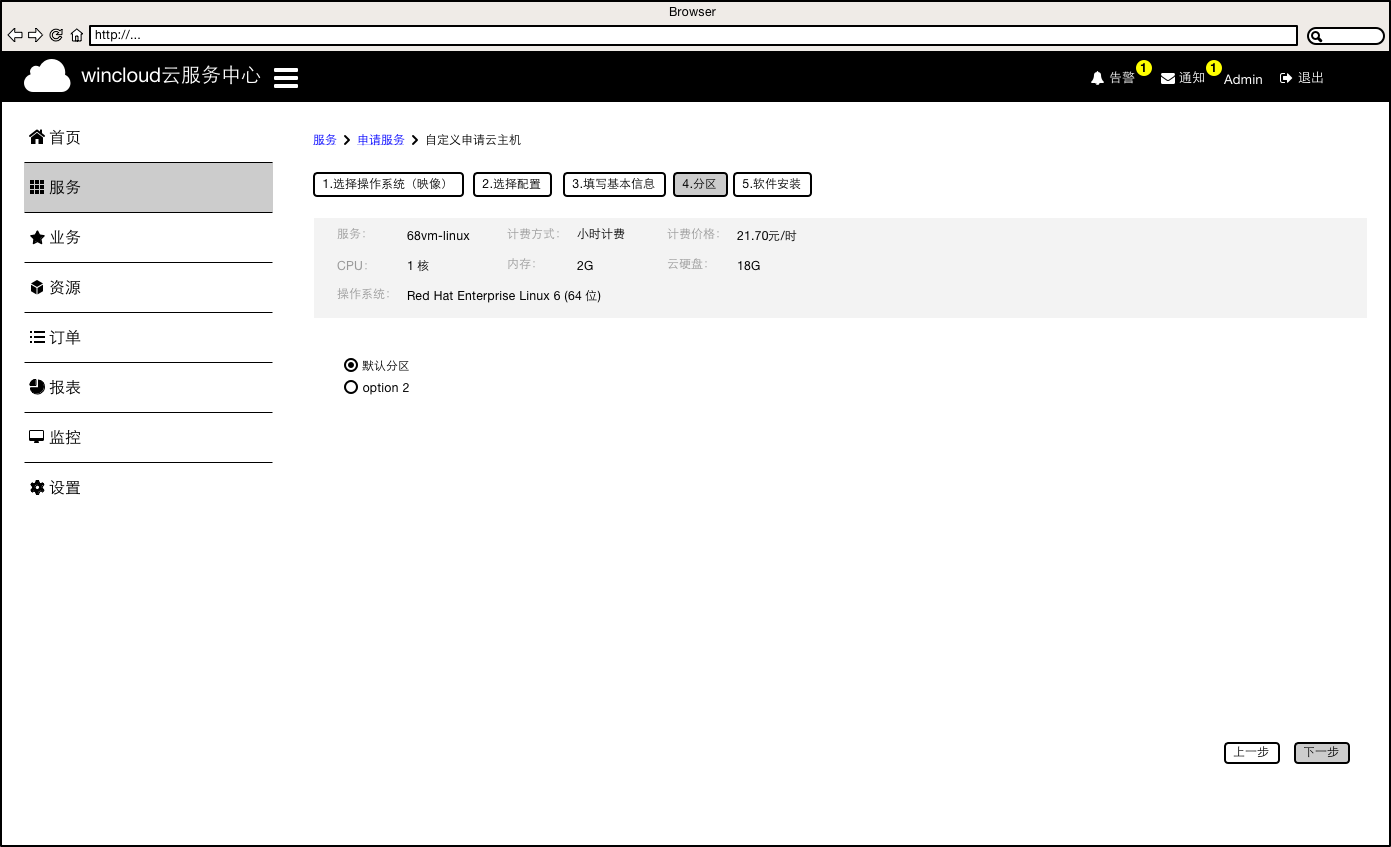 Browser
http://...
wincloud云服务中心
告警 1 通知 1 Admin 退出
首页
服务
业务
资源
订单
报表
监控
设置
服务 申请服务 自定义申请云主机
1.选择操作系统（映像） 2.选择配置 3.填写基本信息 4.分区 5.软件安装
服务： 68vm-linux 计费方式： 小时计费 计费价格： 21.70元/时
CPU： 1 核 内存： 2G 云硬盘： 18G
操作系统： Red Hat Enterprise Linux 6 (64 位)
默认分区
option 2
上一步 下一步